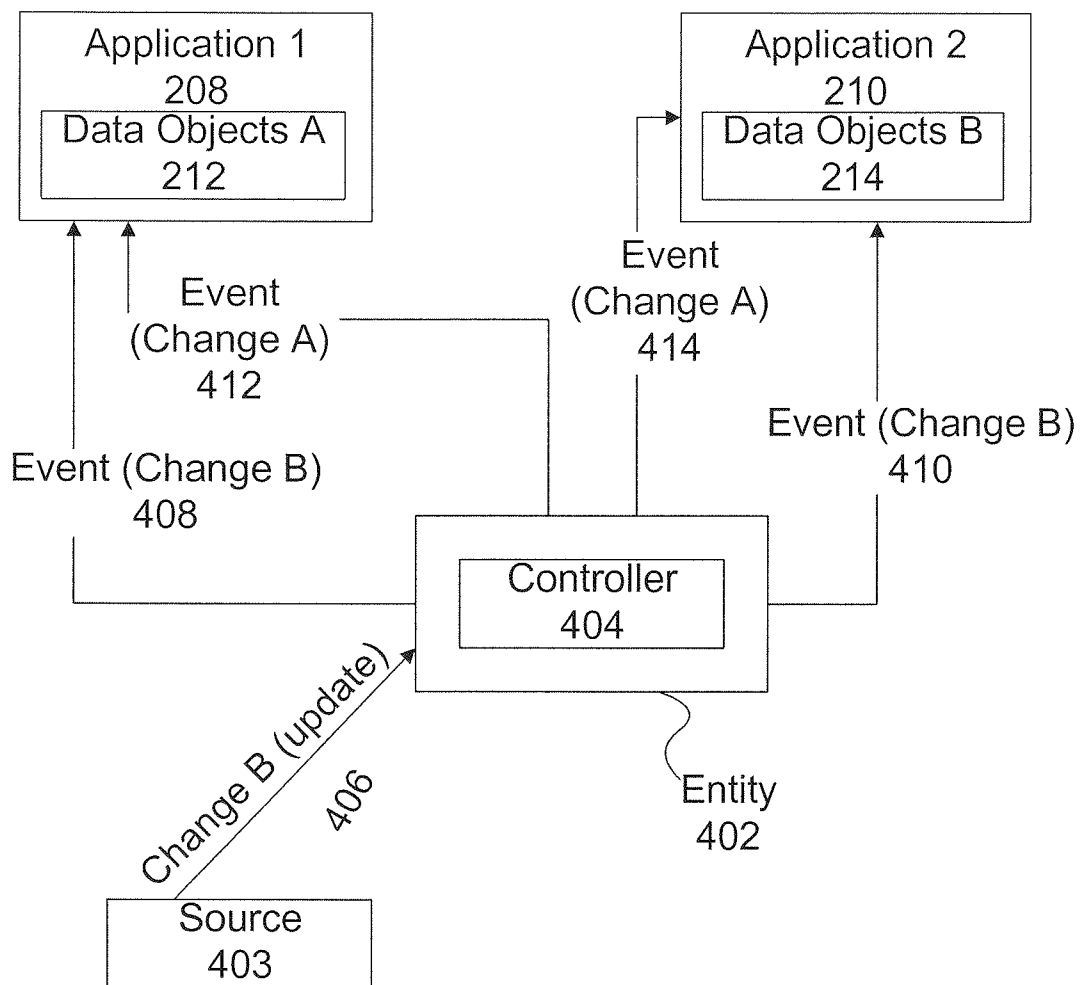 Application 1
208
Data Objects A
212
Application 2
210
Data Objects B
214
Event
(Change A)
412
Event
(Change A)
414
Event (Change B)
408
Event (Change B)
410
Controller
404
Change B (update)
406
Entity
402
Source
403